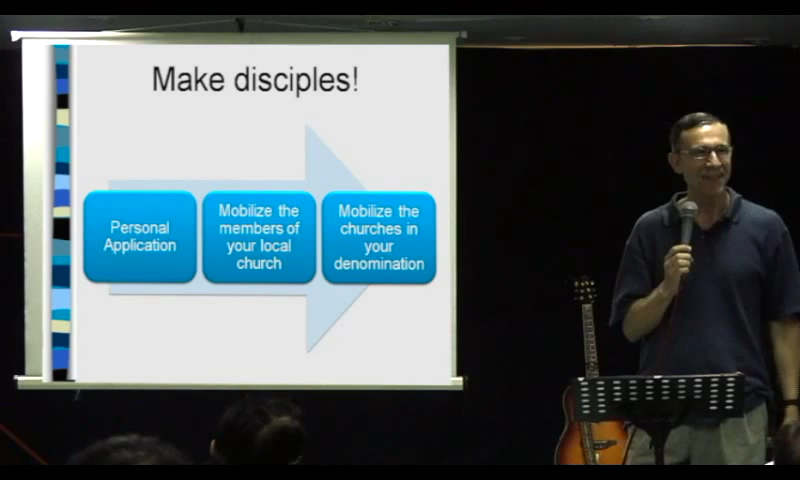 Make disciples!
Personal
Application
Mobilize the
members of
your local
church
Mobilize the
churches in
your
denomination